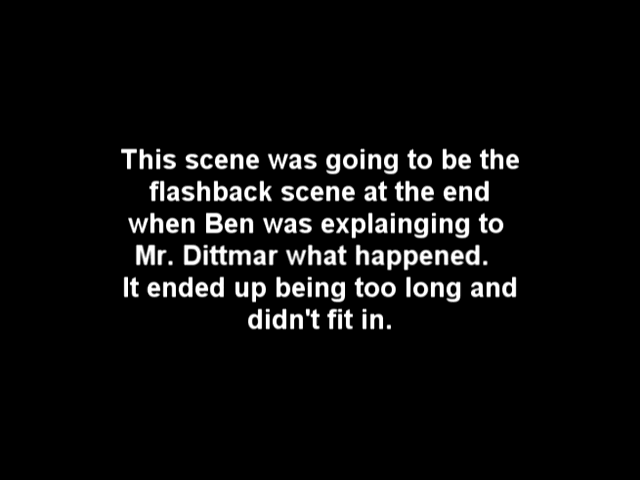 This scene was going to be the
flashback scene at the end
when Ben was explainging to
Mr. Dittmar what happened.
It ended up being too long and
didn't fit in.